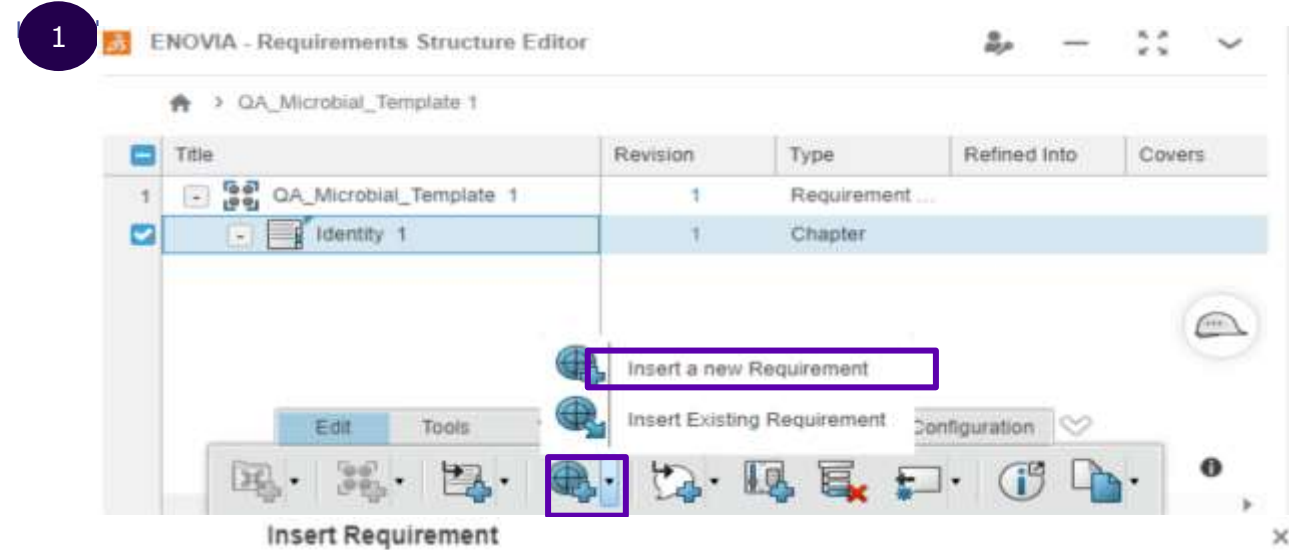 1
ENOVIA - Requirements Structure Editor
QA_Microbial_Template 1
Title Revision Type Refined Into Covers
1 QA_Microbial_Template 1 1 Requirement ...
Identity 1 1 Chapter
Insert a new Requirement
Insert Existing Requirement
Edit Tools Configuration
Insert Requirement